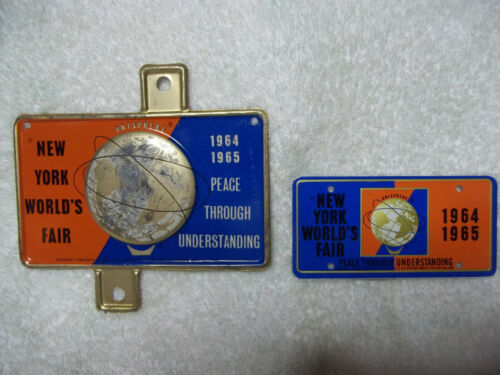 UNISPHERE®
© NEW
YORK
WORLD'S
FAIR
1964
1965
PEACE
THROUGH
UNDERSTANDING
NEW
YORK
WORLD'S
FAIR
UNISPHERE
1964
1965
PEACE THROUGH UNDERSTANDING